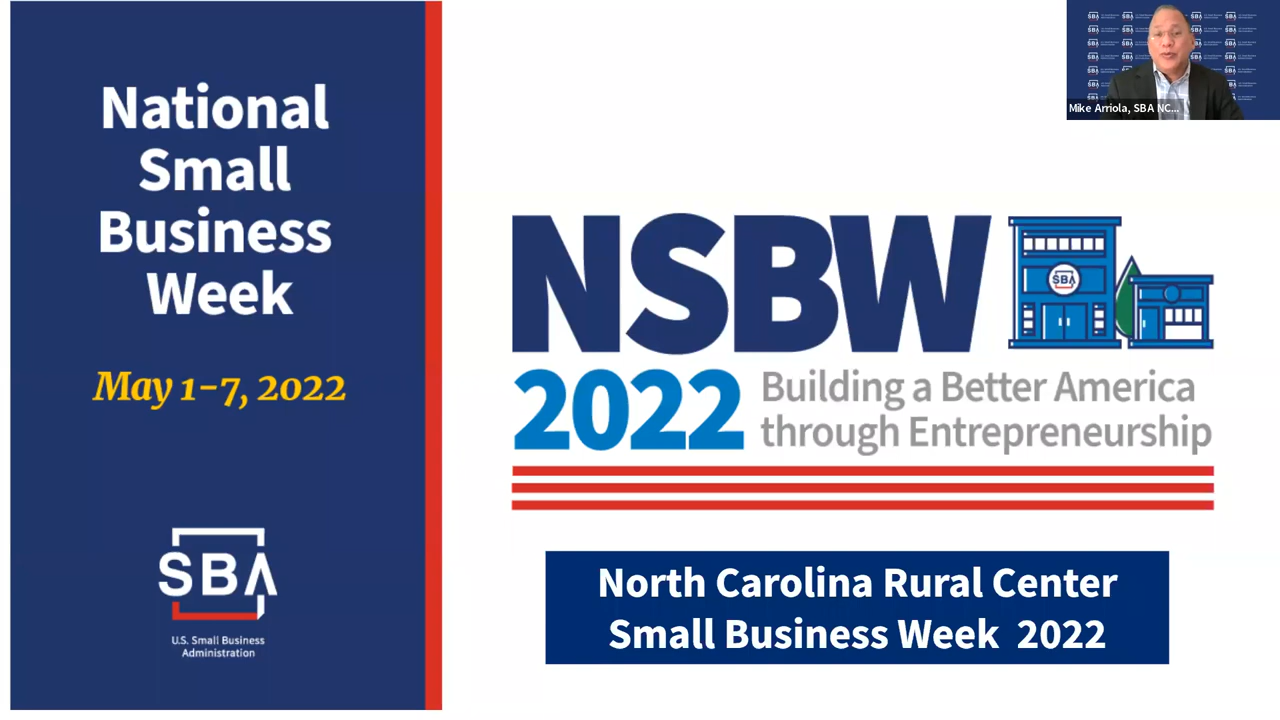 National
Small
Business
Week
May 1-7, 2022
SBA
U.S. Small Business
Administration
Mike Arriola, SBA NC...
NSBW
SBA
2022
Building a Better America
through Entrepreneurship
North Carolina Rural Center
Small Business Week 2022